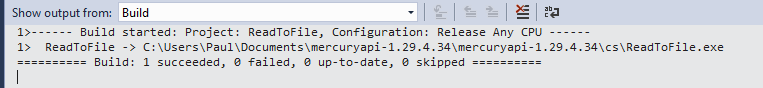 Show output from: Build
1>------ Build started: Project: ReadToFile, Configuration: Release Any CPU ------
1>  ReadToFile -> C:\Users\Paul\Documents\mercuryapi-1.29.4.34\mercuryapi-1.29.4.34\cs\ReadToFile.exe
========== Build: 1 succeeded, 0 failed, 0 up-to-date, 0 skipped ==========